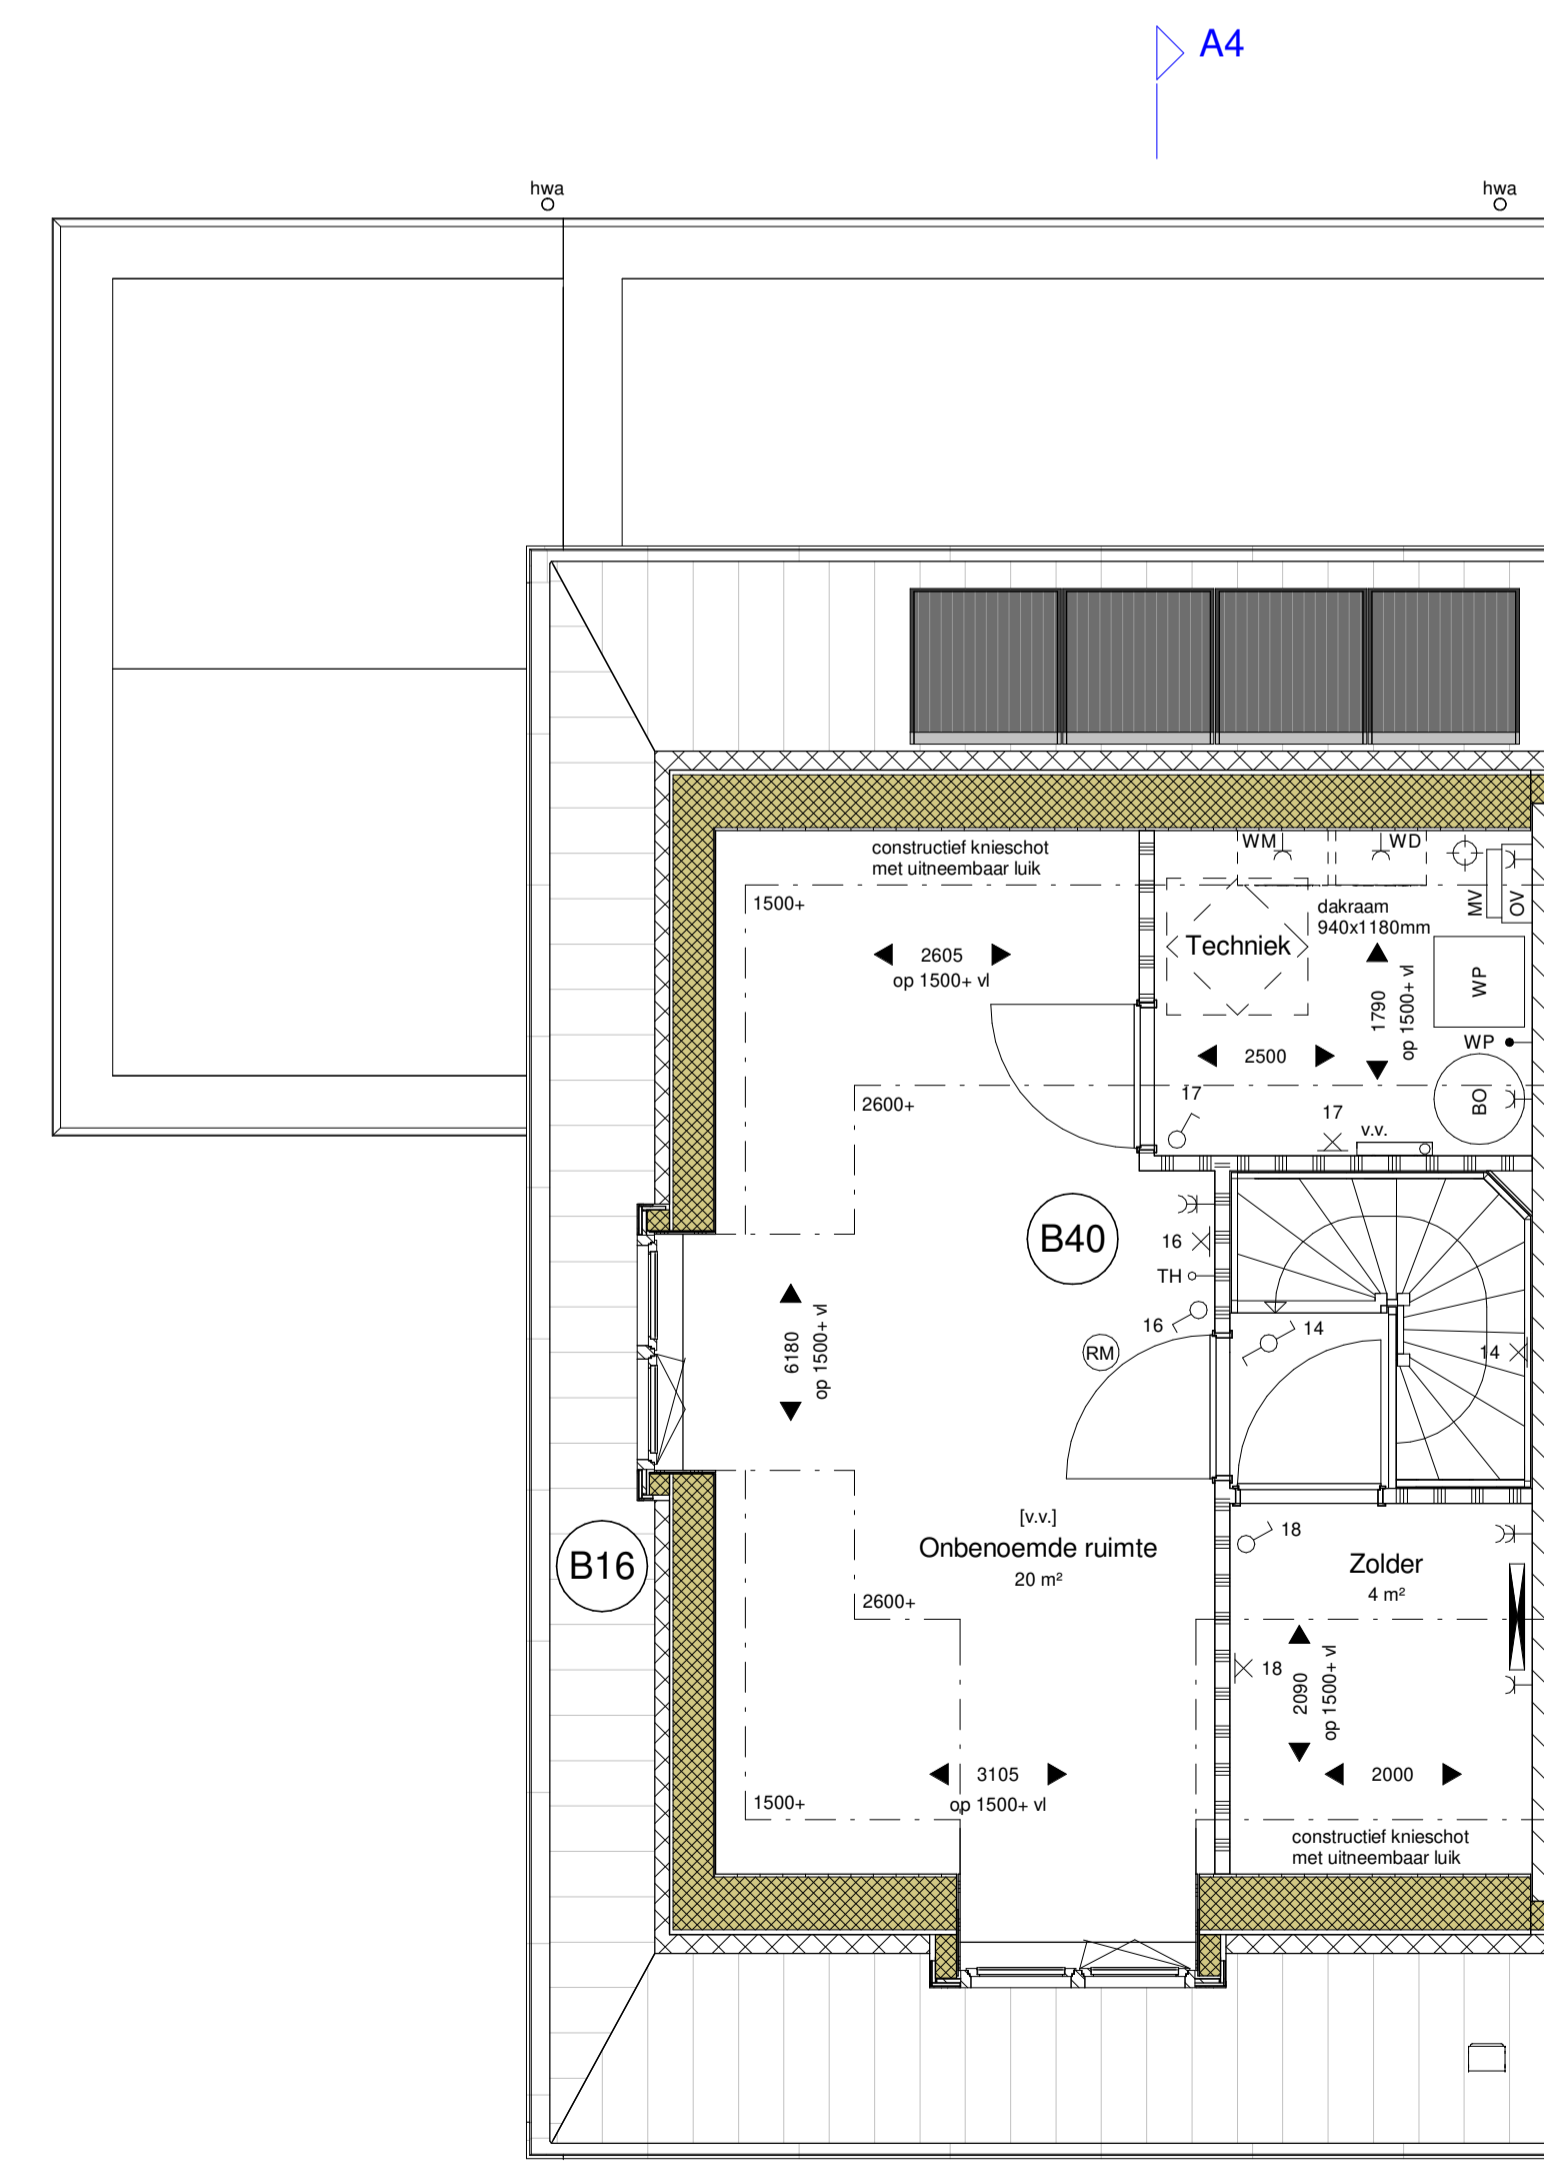 A4
hwa
hwa
constructief knieschot
met uitneembaar luik
1500+
2605
op 1500+ vl
WM
WD
dakraam
940x1180mm
Techniek
MV
OV
WP
1790
op 1500+ vl
2500
WP
BO
2600+
17
17
v.v.
B40
16
TH
16
RM
14
14
6180
op 1500+ vl
[v.v.]
Onbenoemde ruimte
20 m²
B16
18
Zolder
4 m²
2600+
18
2090
op 1500+ vl
3105
op 1500+ vl
2000
1500+
constructief knieschot
met uitneembaar luik